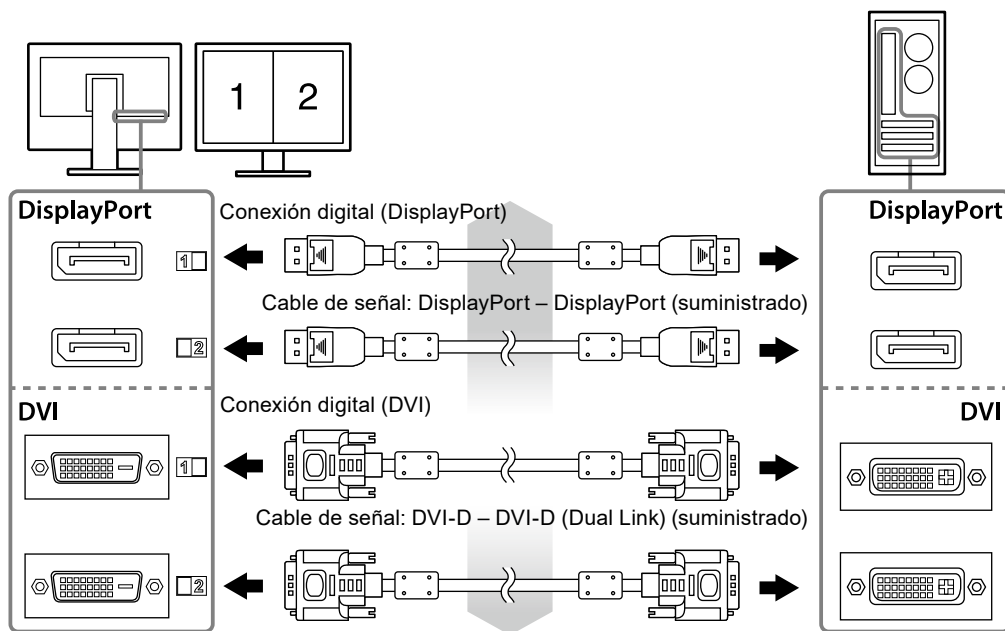 1 2
DisplayPort
Conexión digital (DisplayPort)
DisplayPort
1
Cable de señal: DisplayPort – DisplayPort (suministrado)
2
DVI
Conexión digital (DVI)
DVI
1
Cable de señal: DVI-D – DVI-D (Dual Link) (suministrado)
2